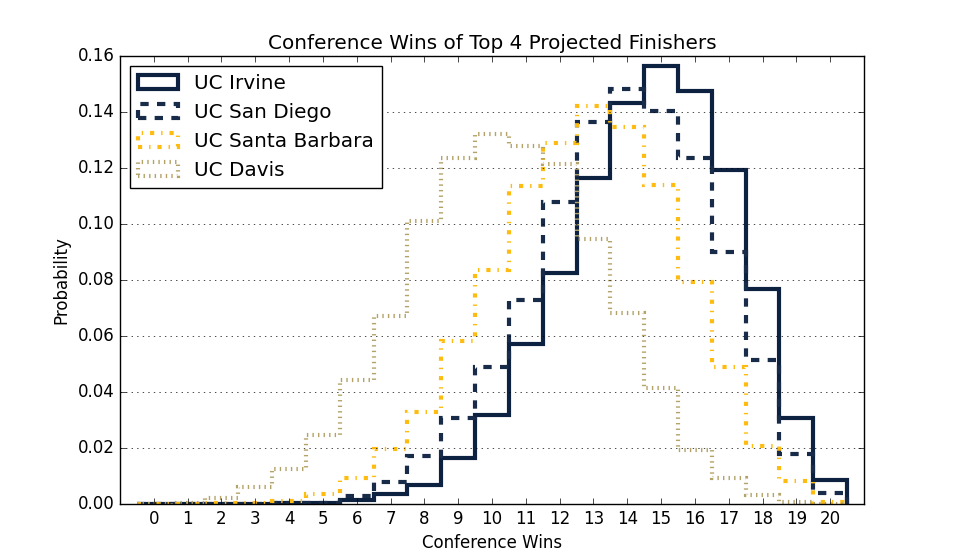 Conference Wins of Top 4 Projected Finishers
UC Irvine
UC San Diego
UC Santa Barbara
UC Davis
Probability
0.16
0.14
0.12
0.10
0.08
0.06
0.04
0.02
0.00
0 1 2 3 4 5 6 7 8 9 10 11 12 13 14 15 16 17 18 19 20
Conference Wins